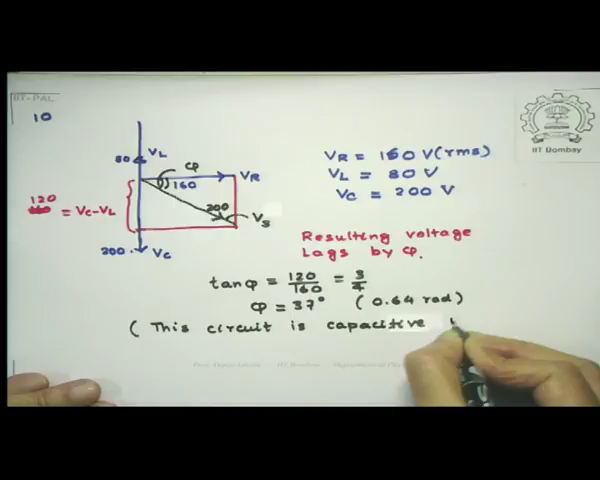 IIT-PAL
10
IIT Bombay
80 VL
φ
160 VR
200 VS
120
= VC-VL
200 VC
VR = 160 V(rms)
VL = 80 V
VC = 200 V
Resulting voltage
Lags by φ.
tanφ = 120/160 = 3/4
φ = 37° (0.64 rad)
( This circuit is capacitive